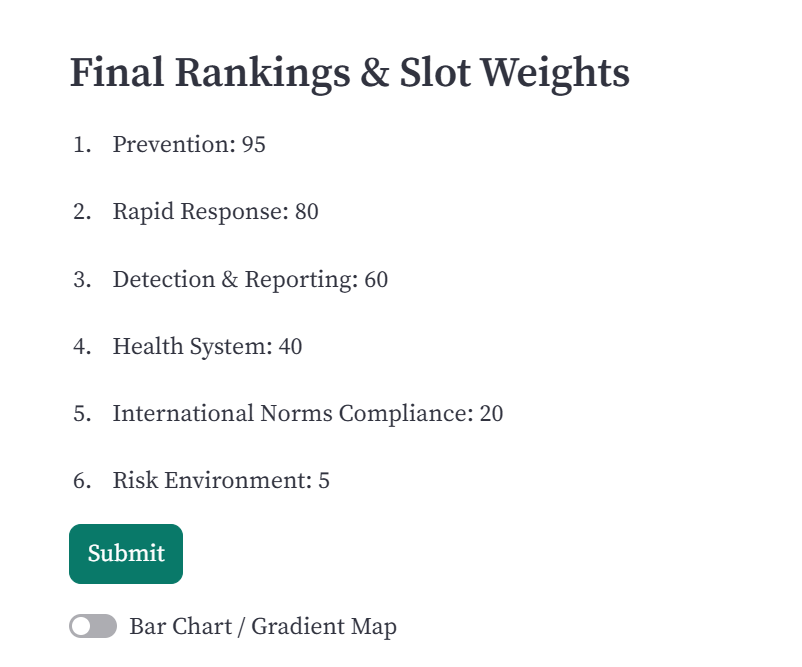 Final Rankings & Slot Weights
1. Prevention: 95
2. Rapid Response: 80
3. Detection & Reporting: 60
4. Health System: 40
5. International Norms Compliance: 20
6. Risk Environment: 5
Submit
Bar Chart / Gradient Map